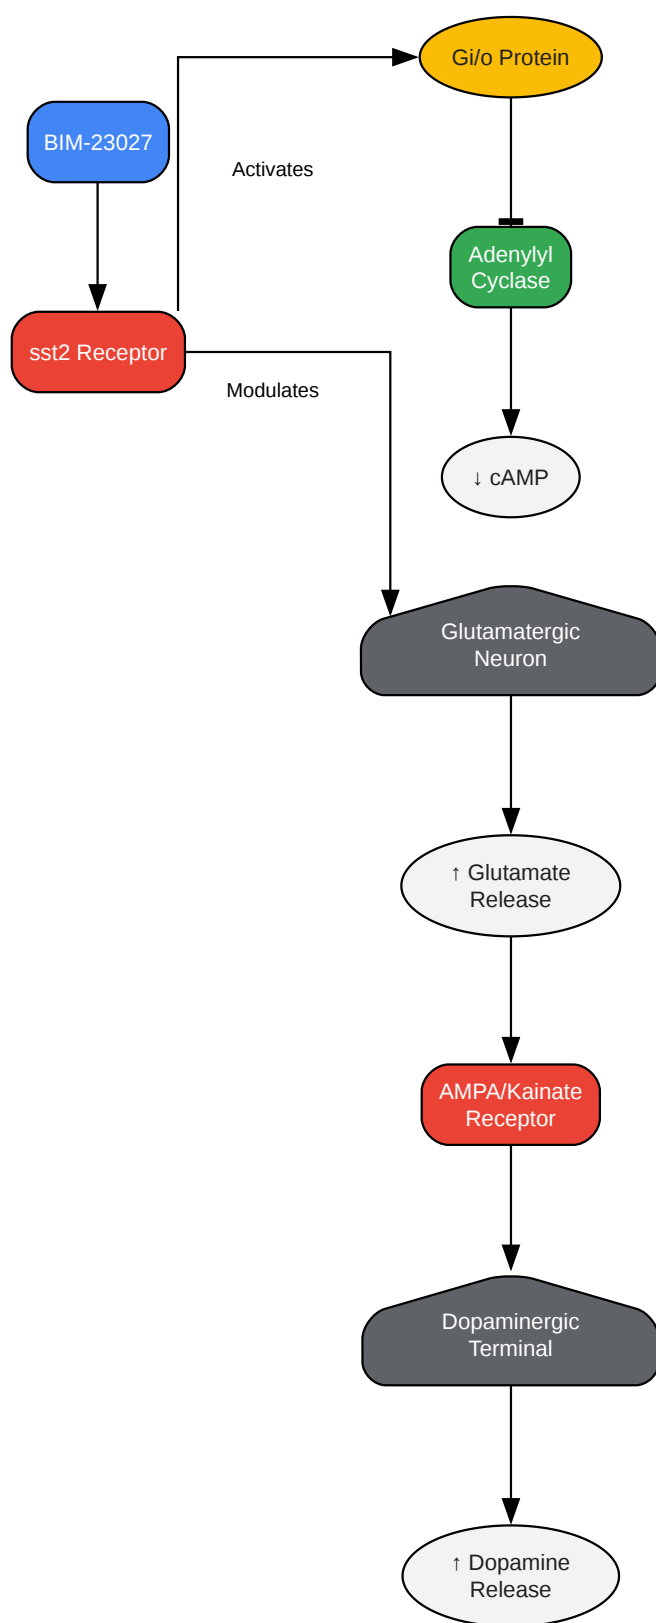 Gi/o Protein
BIM-23027
Activates
Adenylyl
Cyclase
sst2 Receptor
Modulates
↓ cAMP
Glutamatergic
Neuron
↑ Glutamate
Release
AMPA/Kainate
Receptor
Dopaminergic
Terminal
↑ Dopamine
Release